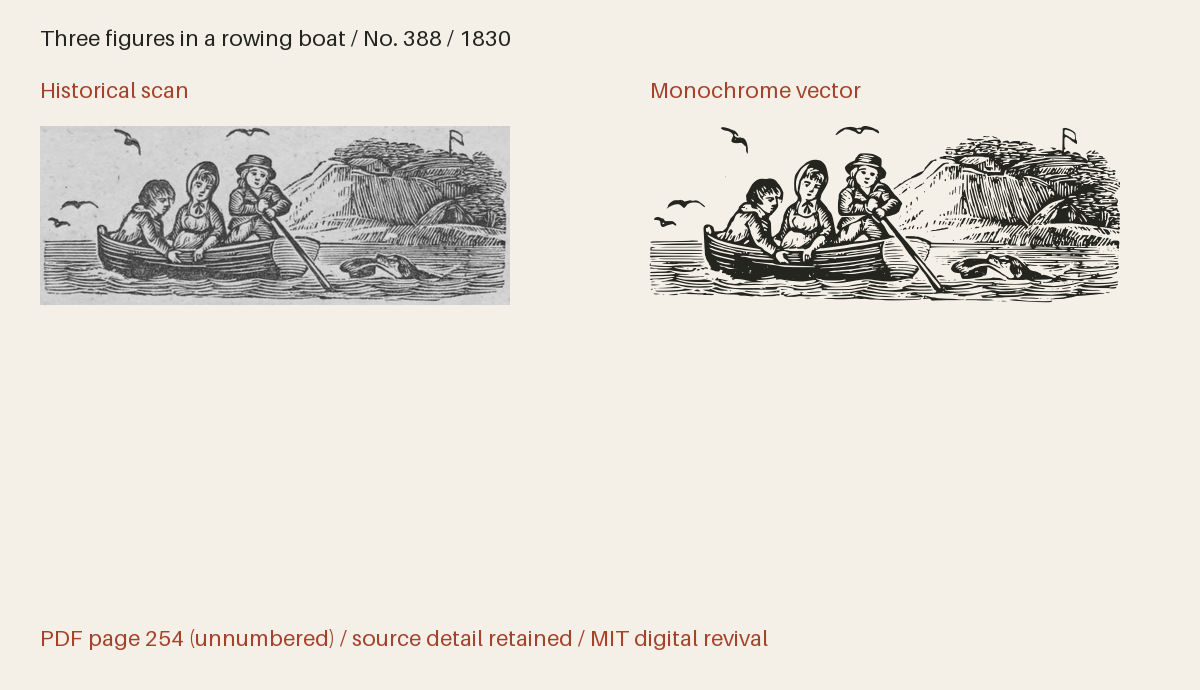 Three figures in a rowing boat / No. 388 / 1830
Historical scan
Monochrome vector
PDF page 254 (unnumbered) / source detail retained / MIT digital revival